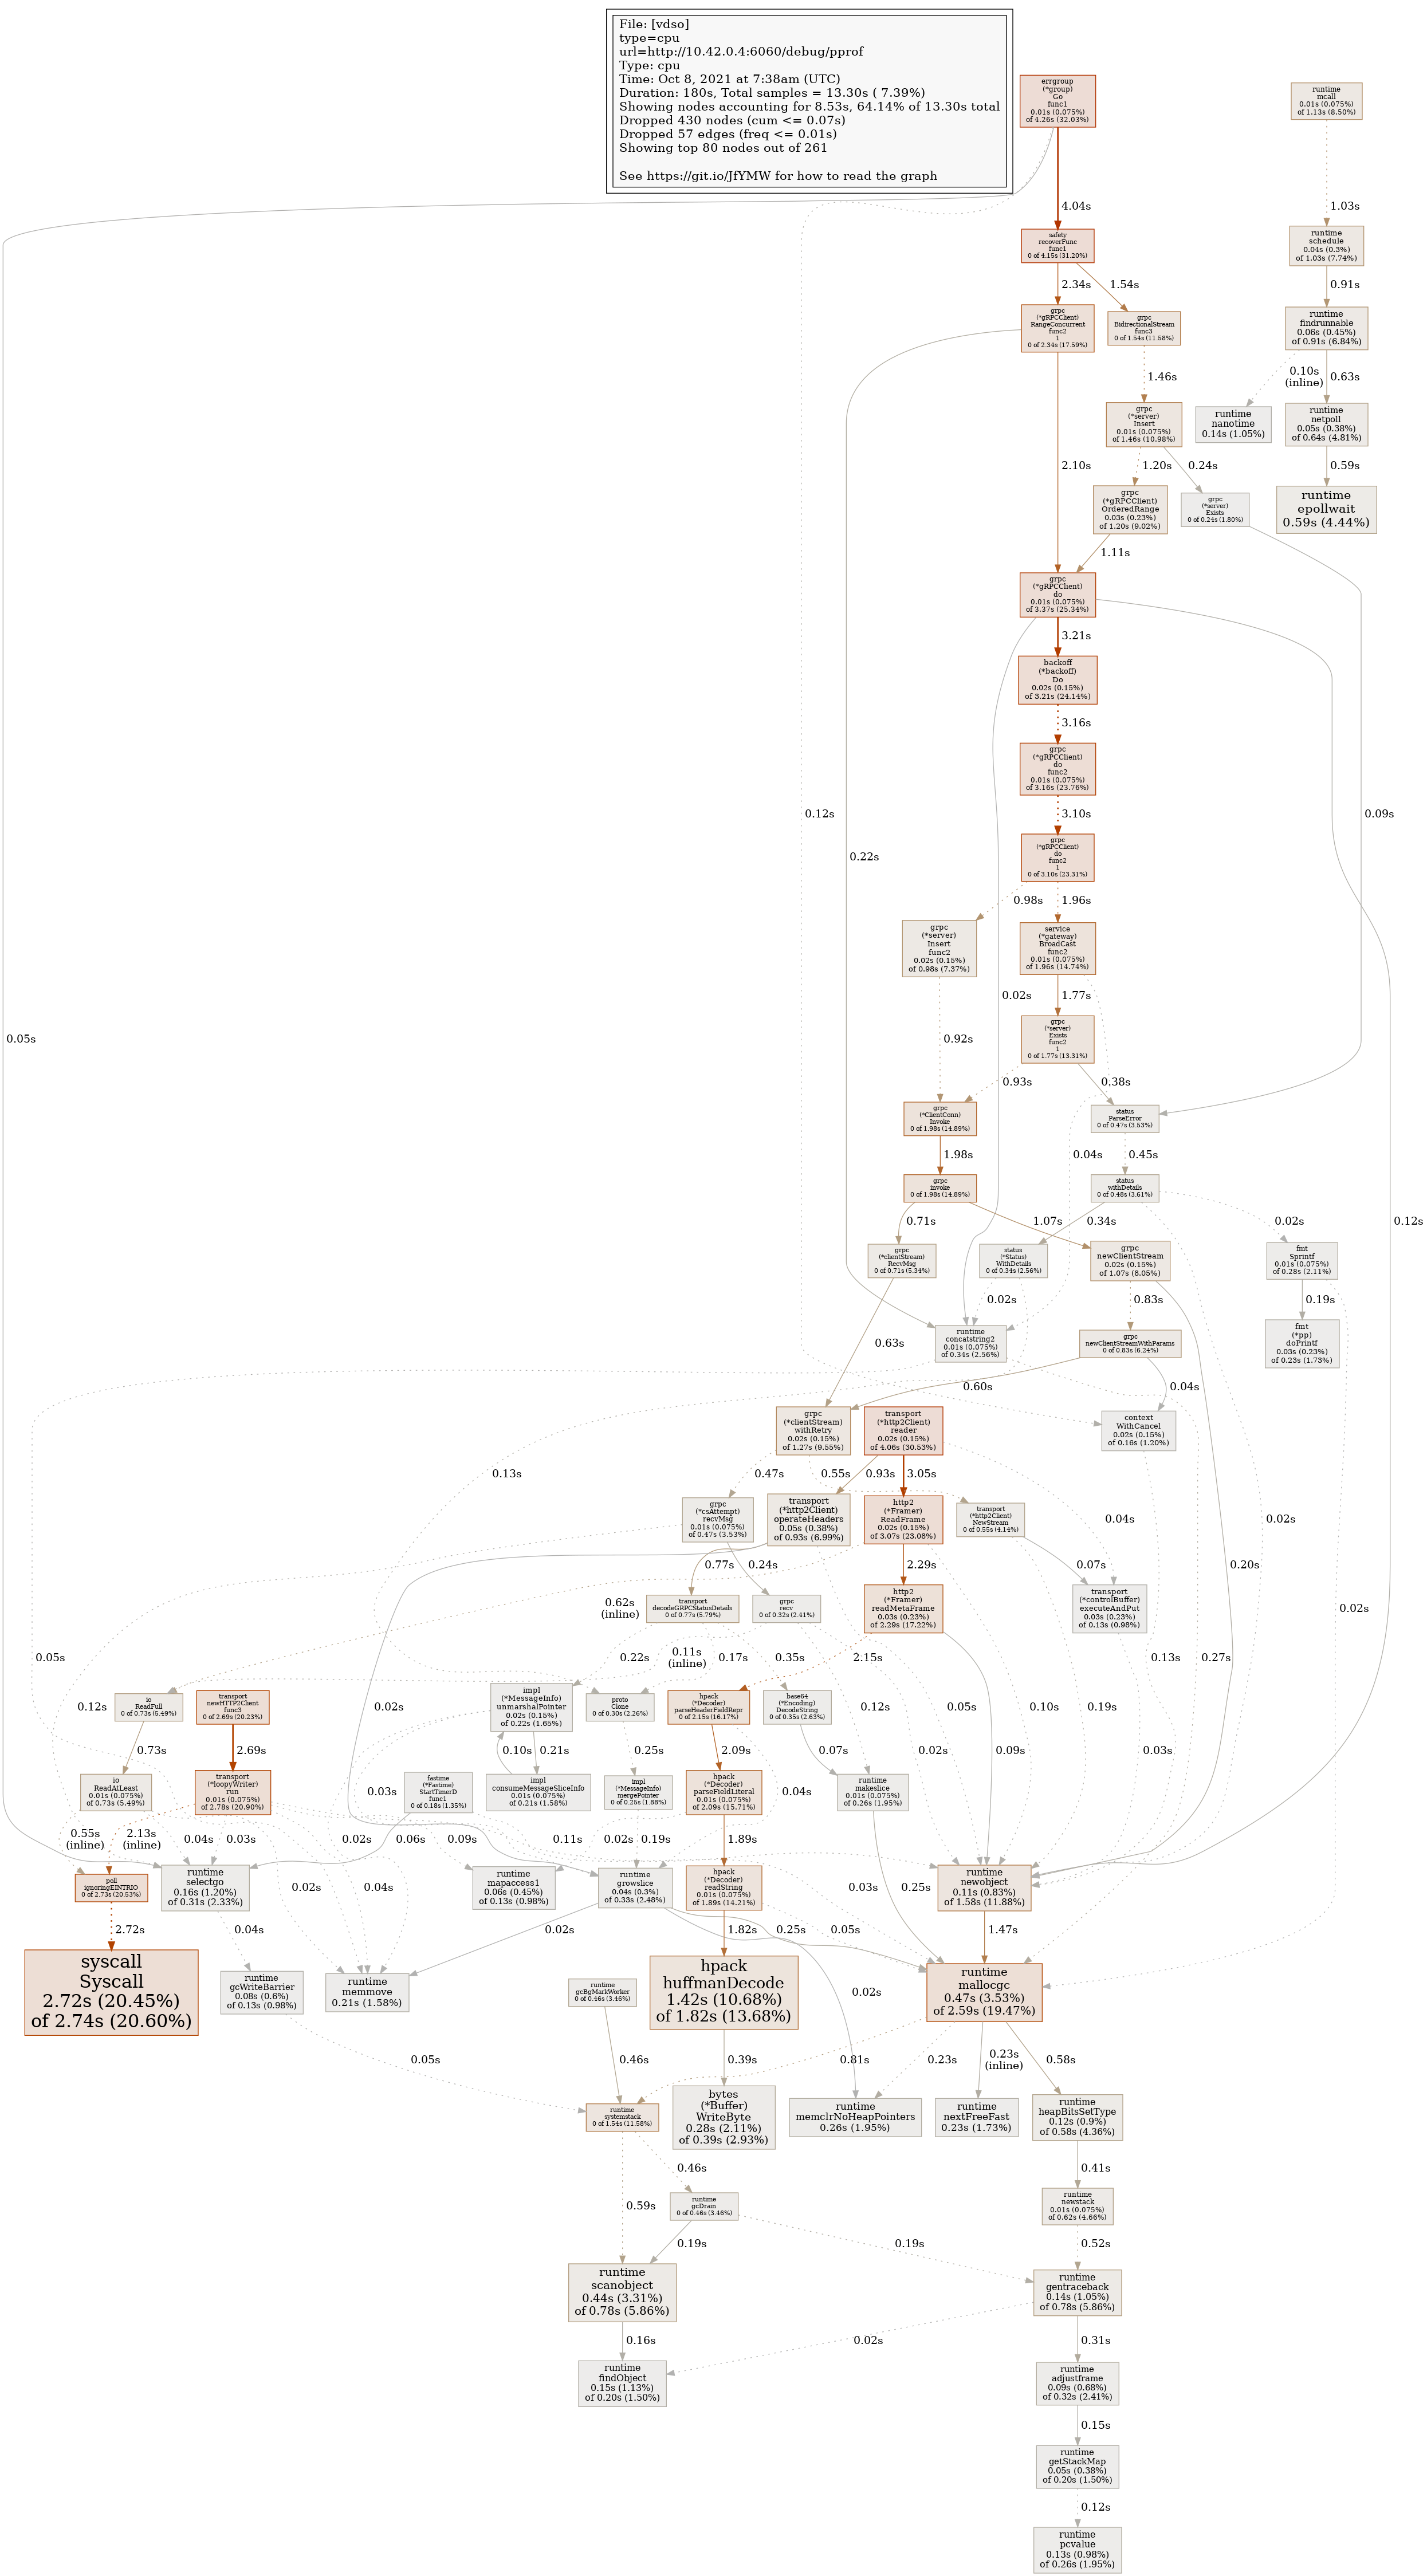 File: [vdso]
type=cpu
url=http://10.42.0.4:6060/debug/pprof
Type: cpu
Time: Oct 8, 2021 at 7:38am (UTC)
Duration: 180s, Total samples = 13.30s ( 7.39%)
Showing nodes accounting for 8.53s, 64.14% of 13.30s total
Dropped 430 nodes (cum <= 0.07s)
Dropped 57 edges (freq <= 0.01s)
Showing top 80 nodes out of 261
See https://git.io/JfYMW for how to read the graph
errgroup
(*group)
Go
func1
0.01s (0.075%)
of 4.26s (32.03%)
runtime
mcall
0.01s (0.075%)
of 1.13s (8.50%)
4.04s
1.03s
safety
recoverFunc
func1
0 of 4.15s (31.20%)
runtime
schedule
0.04s (0.3%)
of 1.03s (7.74%)
2.34s
1.54s
0.91s
grpc
(*gRPCClient)
RangeConcurrent
func2
1
0 of 2.34s (17.59%)
grpc
BidirectionalStream
func3
0 of 1.54s (11.58%)
runtime
findrunnable
0.06s (0.45%)
of 0.91s (6.84%)
1.46s
0.10s
(inline)
0.63s
grpc
(*server)
Insert
0.01s (0.075%)
of 1.46s (10.98%)
runtime
nanotime
0.14s (1.05%)
runtime
netpoll
0.05s (0.38%)
of 0.64s (4.81%)
2.10s
1.20s
0.24s
0.59s
grpc
(*gRPCClient)
OrderedRange
0.03s (0.23%)
of 1.20s (9.02%)
grpc
(*server)
Exists
0 of 0.24s (1.80%)
runtime
epollwait
0.59s (4.44%)
1.11s
grpc
(*gRPCClient)
do
0.01s (0.075%)
of 3.37s (25.34%)
3.21s
backoff
(*backoff)
Do
0.02s (0.15%)
of 3.21s (24.14%)
3.16s
grpc
(*gRPCClient)
do
func2
0.01s (0.075%)
of 3.16s (23.76%)
0.12s
3.10s
0.09s
grpc
(*gRPCClient)
do
func2
1
0 of 3.10s (23.31%)
0.22s
0.98s
1.96s
grpc
(*server)
Insert
func2
0.02s (0.15%)
of 0.98s (7.37%)
service
(*gateway)
BroadCast
func2
0.01s (0.075%)
of 1.96s (14.74%)
0.02s
1.77s
grpc
(*server)
Exists
func2
1
0 of 1.77s (13.31%)
0.05s
0.92s
0.93s
0.38s
grpc
(*ClientConn)
Invoke
0 of 1.98s (14.89%)
status
ParseError
0 of 0.47s (3.53%)
1.98s
0.04s
0.45s
grpc
invoke
0 of 1.98s (14.89%)
status
withDetails
0 of 0.48s (3.61%)
0.71s
1.07s
0.34s
0.02s
0.12s
grpc
(*clientStream)
RecvMsg
0 of 0.71s (5.34%)
status
(*Status)
WithDetails
0 of 0.34s (2.56%)
grpc
newClientStream
0.02s (0.15%)
of 1.07s (8.05%)
fmt
Sprintf
0.01s (0.075%)
of 0.28s (2.11%)
0.02s
0.83s
0.19s
runtime
concatstring2
0.01s (0.075%)
of 0.34s (2.56%)
grpc
newClientStreamWithParams
0 of 0.83s (6.24%)
fmt
(*pp)
doPrintf
0.03s (0.23%)
of 0.23s (1.73%)
0.63s
0.60s
0.04s
grpc
(*clientStream)
withRetry
0.02s (0.15%)
of 1.27s (9.55%)
transport
(*http2Client)
reader
0.02s (0.15%)
of 4.06s (30.53%)
context
WithCancel
0.02s (0.15%)
of 0.16s (1.20%)
0.13s
0.47s
0.55s
0.93s
3.05s
grpc
(*csAttempt)
recvMsg
0.01s (0.075%)
of 0.47s (3.53%)
transport
(*http2Client)
operateHeaders
0.05s (0.38%)
of 0.93s (6.99%)
http2
(*Framer)
ReadFrame
0.02s (0.15%)
of 3.07s (23.08%)
transport
(*http2Client)
NewStream
0 of 0.55s (4.14%)
0.04s
0.02s
0.77s
0.24s
2.29s
0.07s
0.20s
0.62s
(inline)
transport
decodeGRPCStatusDetails
0 of 0.77s (5.79%)
grpc
recv
0 of 0.32s (2.41%)
http2
(*Framer)
readMetaFrame
0.03s (0.23%)
of 2.29s (17.22%)
transport
(*controlBuffer)
executeAndPut
0.03s (0.23%)
of 0.13s (0.98%)
0.02s
0.05s
0.22s
0.11s
(inline)
0.17s
0.35s
2.15s
0.13s
0.27s
0.12s
io
ReadFull
0 of 0.73s (5.49%)
transport
newHTTP2Client
func3
0 of 2.69s (20.23%)
0.02s
impl
(*MessageInfo)
unmarshalPointer
0.02s (0.15%)
of 0.22s (1.65%)
proto
Clone
0 of 0.30s (2.26%)
hpack
(*Decoder)
parseHeaderFieldRepr
0 of 2.15s (16.17%)
base64
(*Encoding)
DecodeString
0 of 0.35s (2.63%)
0.12s
0.05s
0.10s
0.19s
0.73s
2.69s
0.10s
0.21s
0.25s
2.09s
0.07s
0.02s
0.09s
0.03s
io
ReadAtLeast
0.01s (0.075%)
of 0.73s (5.49%)
transport
(*loopyWriter)
run
0.01s (0.075%)
of 2.78s (20.90%)
0.03s
fastime
(*Fastime)
StartTimerD
func1
0 of 0.18s (1.35%)
impl
consumeMessageSliceInfo
0.01s (0.075%)
of 0.21s (1.58%)
impl
(*MessageInfo)
mergePointer
0 of 0.25s (1.88%)
hpack
(*Decoder)
parseFieldLiteral
0.01s (0.075%)
of 2.09s (15.71%)
0.04s
runtime
makeslice
0.01s (0.075%)
of 0.26s (1.95%)
0.55s
(inline)
2.13s
(inline)
0.04s
0.03s
0.02s
0.06s
0.09s
0.11s
0.02s
0.19s
1.89s
poll
ignoringEINTRIO
0 of 2.73s (20.53%)
runtime
selectgo
0.16s (1.20%)
of 0.31s (2.33%)
runtime
mapaccess1
0.06s (0.45%)
of 0.13s (0.98%)
runtime
growslice
0.04s (0.3%)
of 0.33s (2.48%)
hpack
(*Decoder)
readString
0.01s (0.075%)
of 1.89s (14.21%)
0.03s
0.25s
runtime
newobject
0.11s (0.83%)
of 1.58s (11.88%)
0.02s
0.04s
2.72s
0.04s
0.02s
0.25s
1.82s
0.05s
1.47s
syscall
Syscall
2.72s (20.45%)
of 2.74s (20.60%)
runtime
gcWriteBarrier
0.08s (0.6%)
of 0.13s (0.98%)
runtime
memmove
0.21s (1.58%)
runtime
gcBgMarkWorker
0 of 0.46s (3.46%)
hpack
huffmanDecode
1.42s (10.68%)
of 1.82s (13.68%)
0.02s
runtime
mallocgc
0.47s (3.53%)
of 2.59s (19.47%)
0.05s
0.46s
0.39s
0.81s
0.23s
0.23s
(inline)
0.58s
runtime
systemstack
0 of 1.54s (11.58%)
bytes
(*Buffer)
WriteByte
0.28s (2.11%)
of 0.39s (2.93%)
runtime
memclrNoHeapPointers
0.26s (1.95%)
runtime
nextFreeFast
0.23s (1.73%)
runtime
heapBitsSetType
0.12s (0.9%)
of 0.58s (4.36%)
0.46s
0.41s
0.59s
runtime
gcDrain
0 of 0.46s (3.46%)
runtime
newstack
0.01s (0.075%)
of 0.62s (4.66%)
0.19s
0.19s
0.52s
runtime
scanobject
0.44s (3.31%)
of 0.78s (5.86%)
runtime
gentraceback
0.14s (1.05%)
of 0.78s (5.86%)
0.16s
0.02s
0.31s
runtime
findObject
0.15s (1.13%)
of 0.20s (1.50%)
runtime
adjustframe
0.09s (0.68%)
of 0.32s (2.41%)
0.15s
runtime
getStackMap
0.05s (0.38%)
of 0.20s (1.50%)
0.12s
runtime
pcvalue
0.13s (0.98%)
of 0.26s (1.95%)